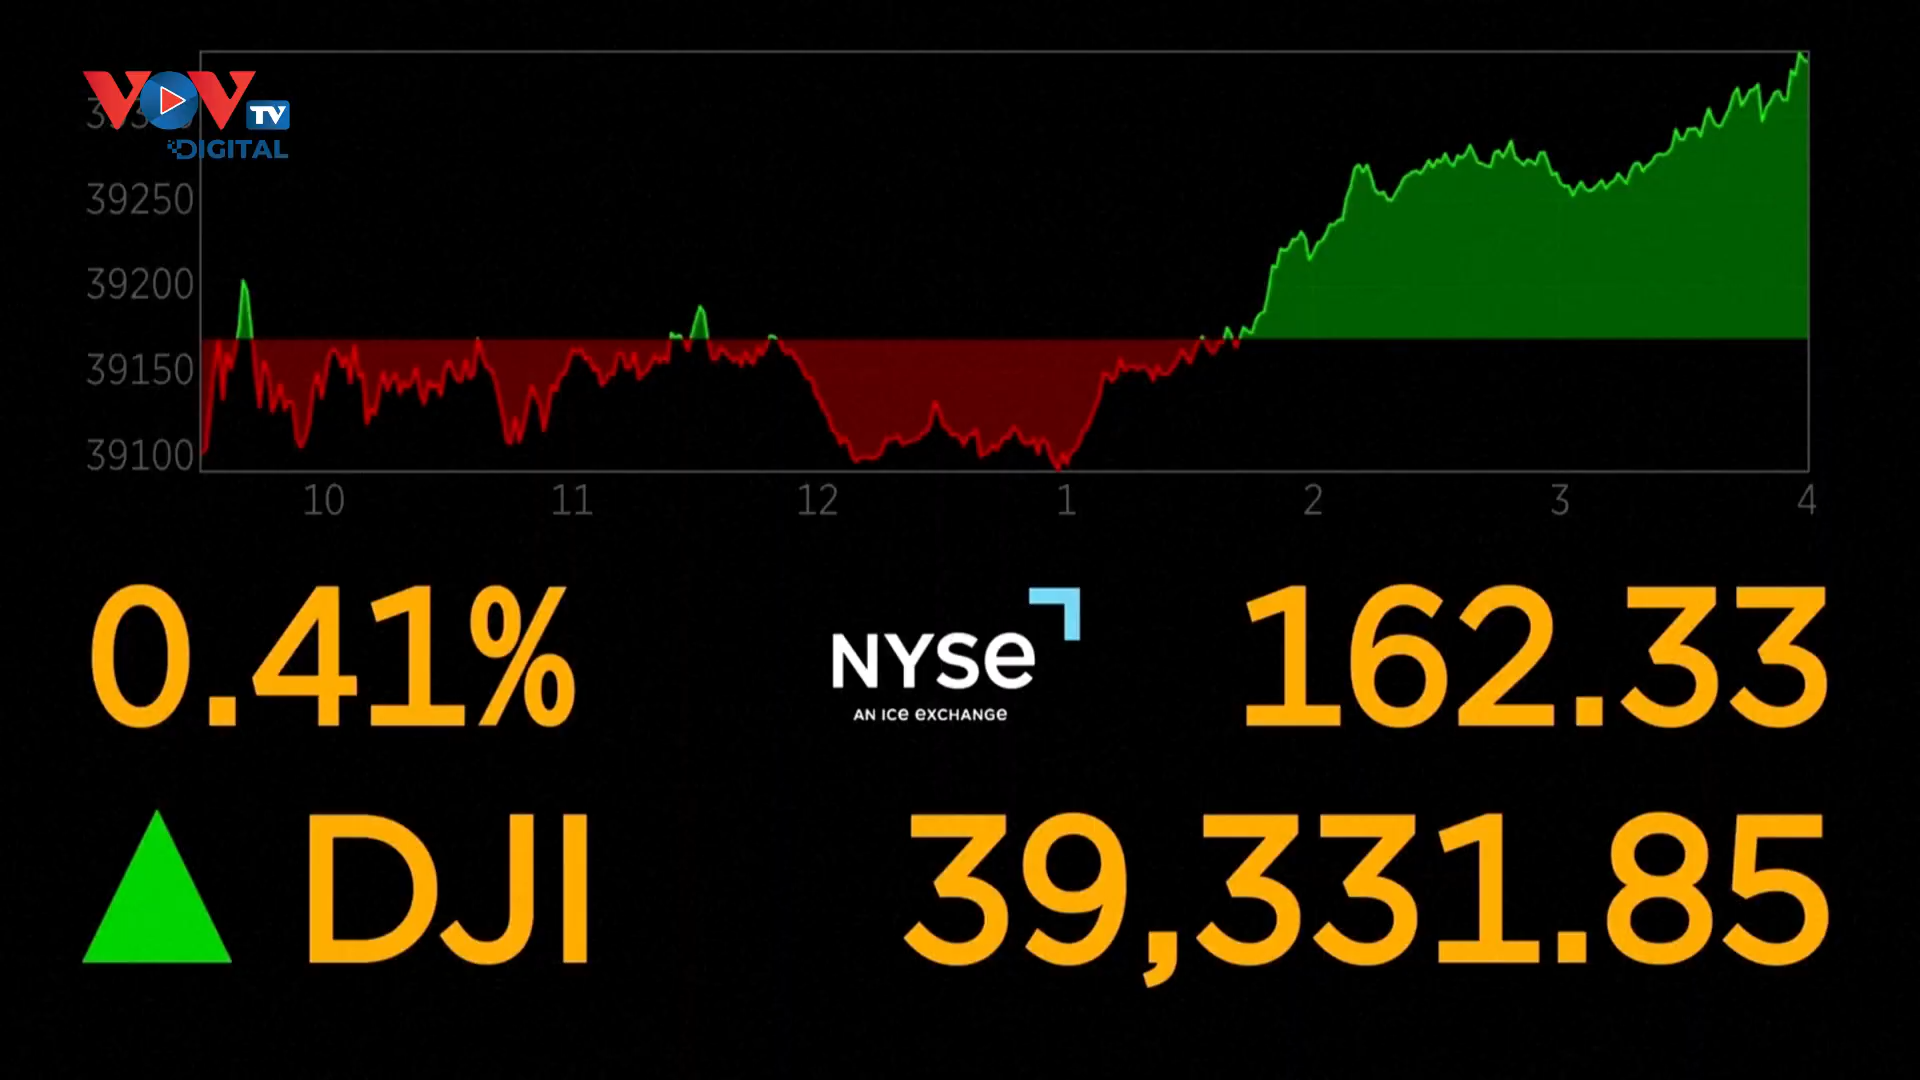 VOV TV
DIGITAL
39250
39200
39150
39100
10 11 12 1 2 3 4
0.41%
NYSE
AN ICE EXCHANGE
162.33
DJI
39,331.85